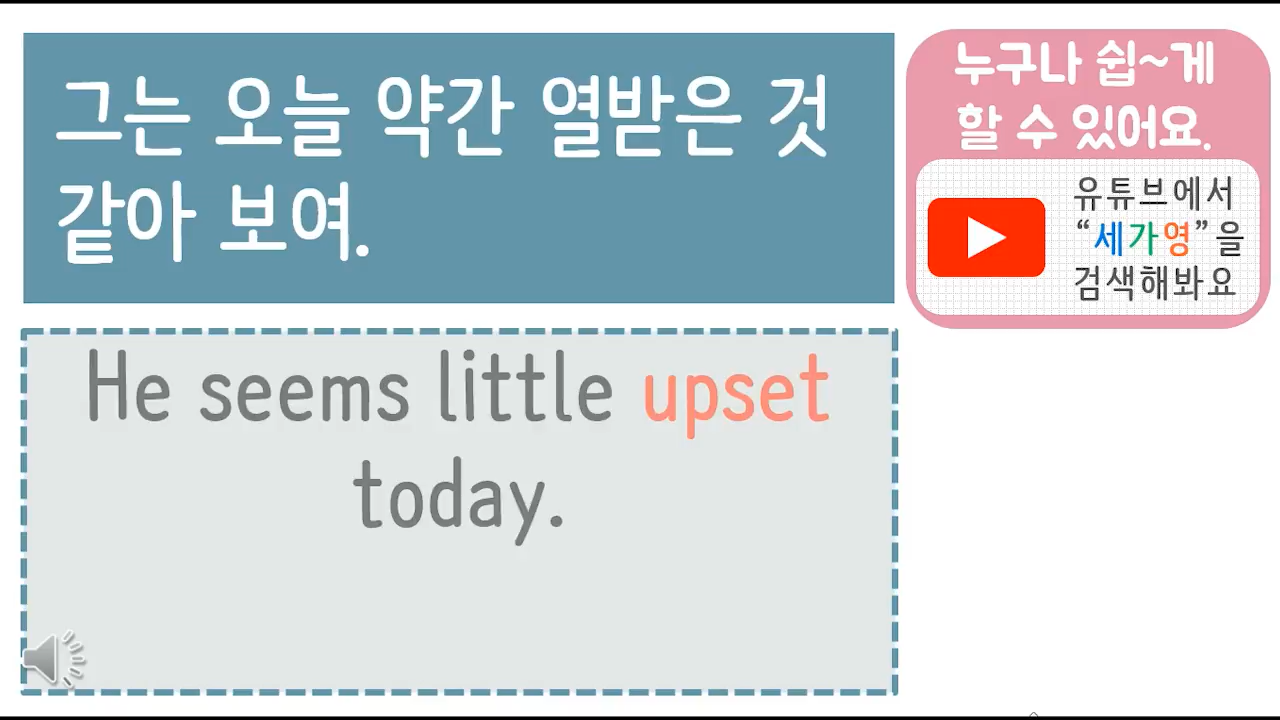 그는 오늘 약간 열받은 것
같아 보여.
He seems little upset
today.
누구나 쉽~게
할 수 있어요.
유튜브에서
“세가영”을
검색해봐요